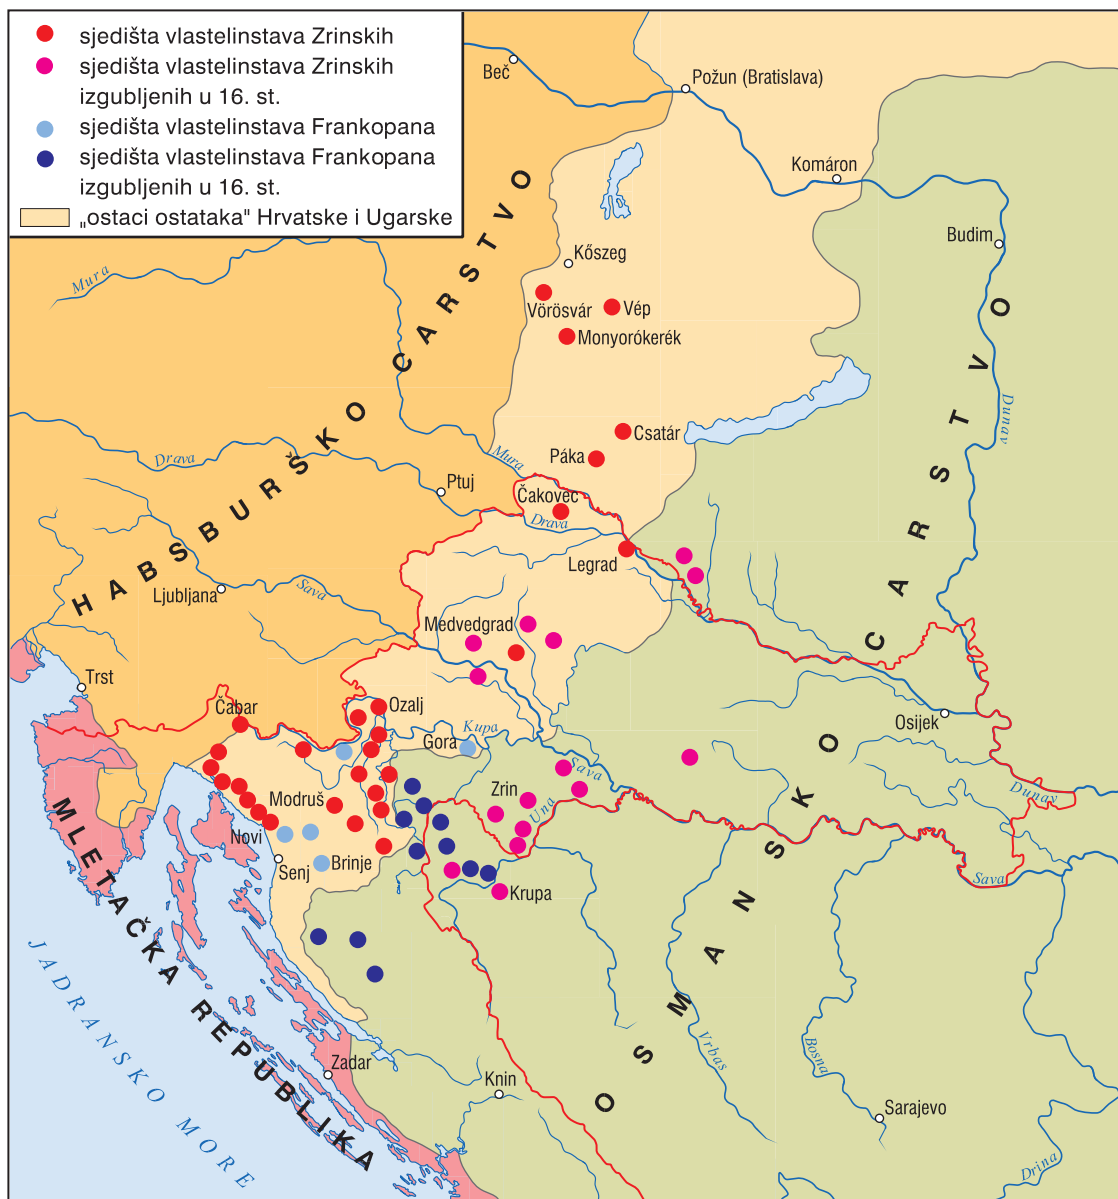 sjedišta vlastelinstava Zrinskih
sjedišta vlastelinstava Zrinskih
izgubljenih u 16. st.
sjedišta vlastelinstava Frankopana
sjedišta vlastelinstava Frankopana
izgubljenih u 16. st.
„ostaci ostataka" Hrvatske i Ugarske
Beč
Požun (Bratislava)
Komáron
Budim
Kőszeg
Mura
Vörösvár
Vép
Monyorókerék
HABSBURŠKO CARSTVO
Dunav
Csatár
Páka
Mura
Drava
Ptuj
Čakovec
Drava
Legrad
Ljubljana
Sava
Medvedgrad
Trst
Čabar
Ozalj
Kupa
Gora
Osijek
Sava
Zrin
Una
Dunav
Modruš
Novi
Brinje
Senj
Krupa
Sava
OSMANSKO CARSTVO
MLETAČKA REPUBLIKA
JADRANSKO MORE
Zadar
Knin
Vrbas
Bosna
Sarajevo
Drina